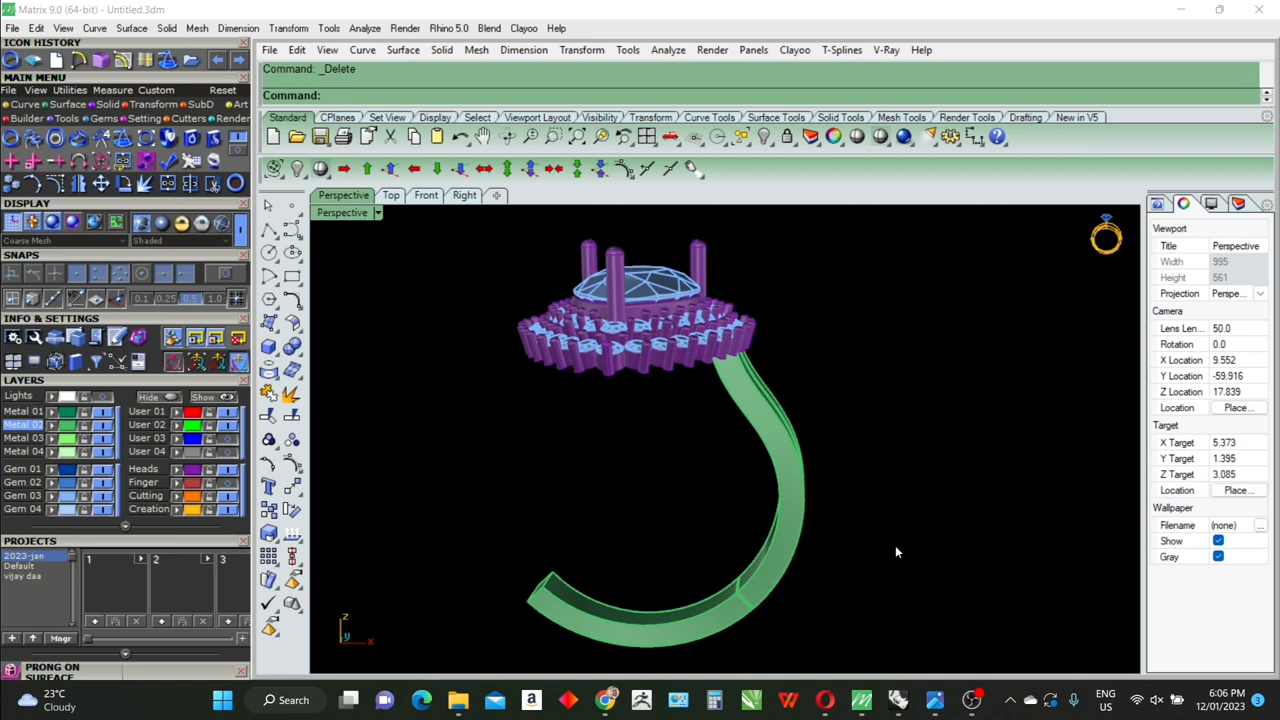 Matrix 9.0 (64-bit) - Untitled.3dm
File Edit View Curve Surface Solid Mesh Dimension Transform Tools Analyze Render Rhino 5.0 Blend Clayoo Help
ICON HISTORY
MAIN MENU
File View Utilities Measure Custom Reset
Curve Surface Solid Transform SubD Art
Builder Tools Gems Setting Cutters Render
DISPLAY
Coarse Mesh Shaded
SNAPS
0.1 0.25 0.5 1.0
INFO & SETTINGS
LAYERS
Lights Hide Show
Metal 01 User 01
Metal 02 User 02
Metal 03 User 03
Metal 04 User 04
Gem 01 Heads
Gem 02 Finger
Gem 03 Cutting
Gem 04 Creation
PROJECTS
2023-jan 1 2 3
Default
vijay daa
Mngr
PRONG ON
SURFACE
File Edit View Curve Surface Solid Mesh Dimension Transform Tools Analyze Render Panels Clayoo T-Splines V-Ray Help
Command: _Delete
Command:
Standard CPlanes Set View Display Select Viewport Layout Visibility Transform Curve Tools Surface Tools Solid Tools Mesh Tools Render Tools Drafting New in V5
Perspective Top Front Right
Perspective
z
y x
Viewport
Title Perspective
Width 995
Height 561
Projection Perspe...
Camera
Lens Len... 50.0
Rotation 0.0
X Location 9.552
Y Location -59.916
Z Location 17.839
Location Place...
Target
X Target 5.373
Y Target 1.395
Z Target 3.085
Location Place...
Wallpaper
Filename (none) ...
Show
Gray
23°C
Cloudy
Search
ENG
US
6:06 PM
12/01/2023
3